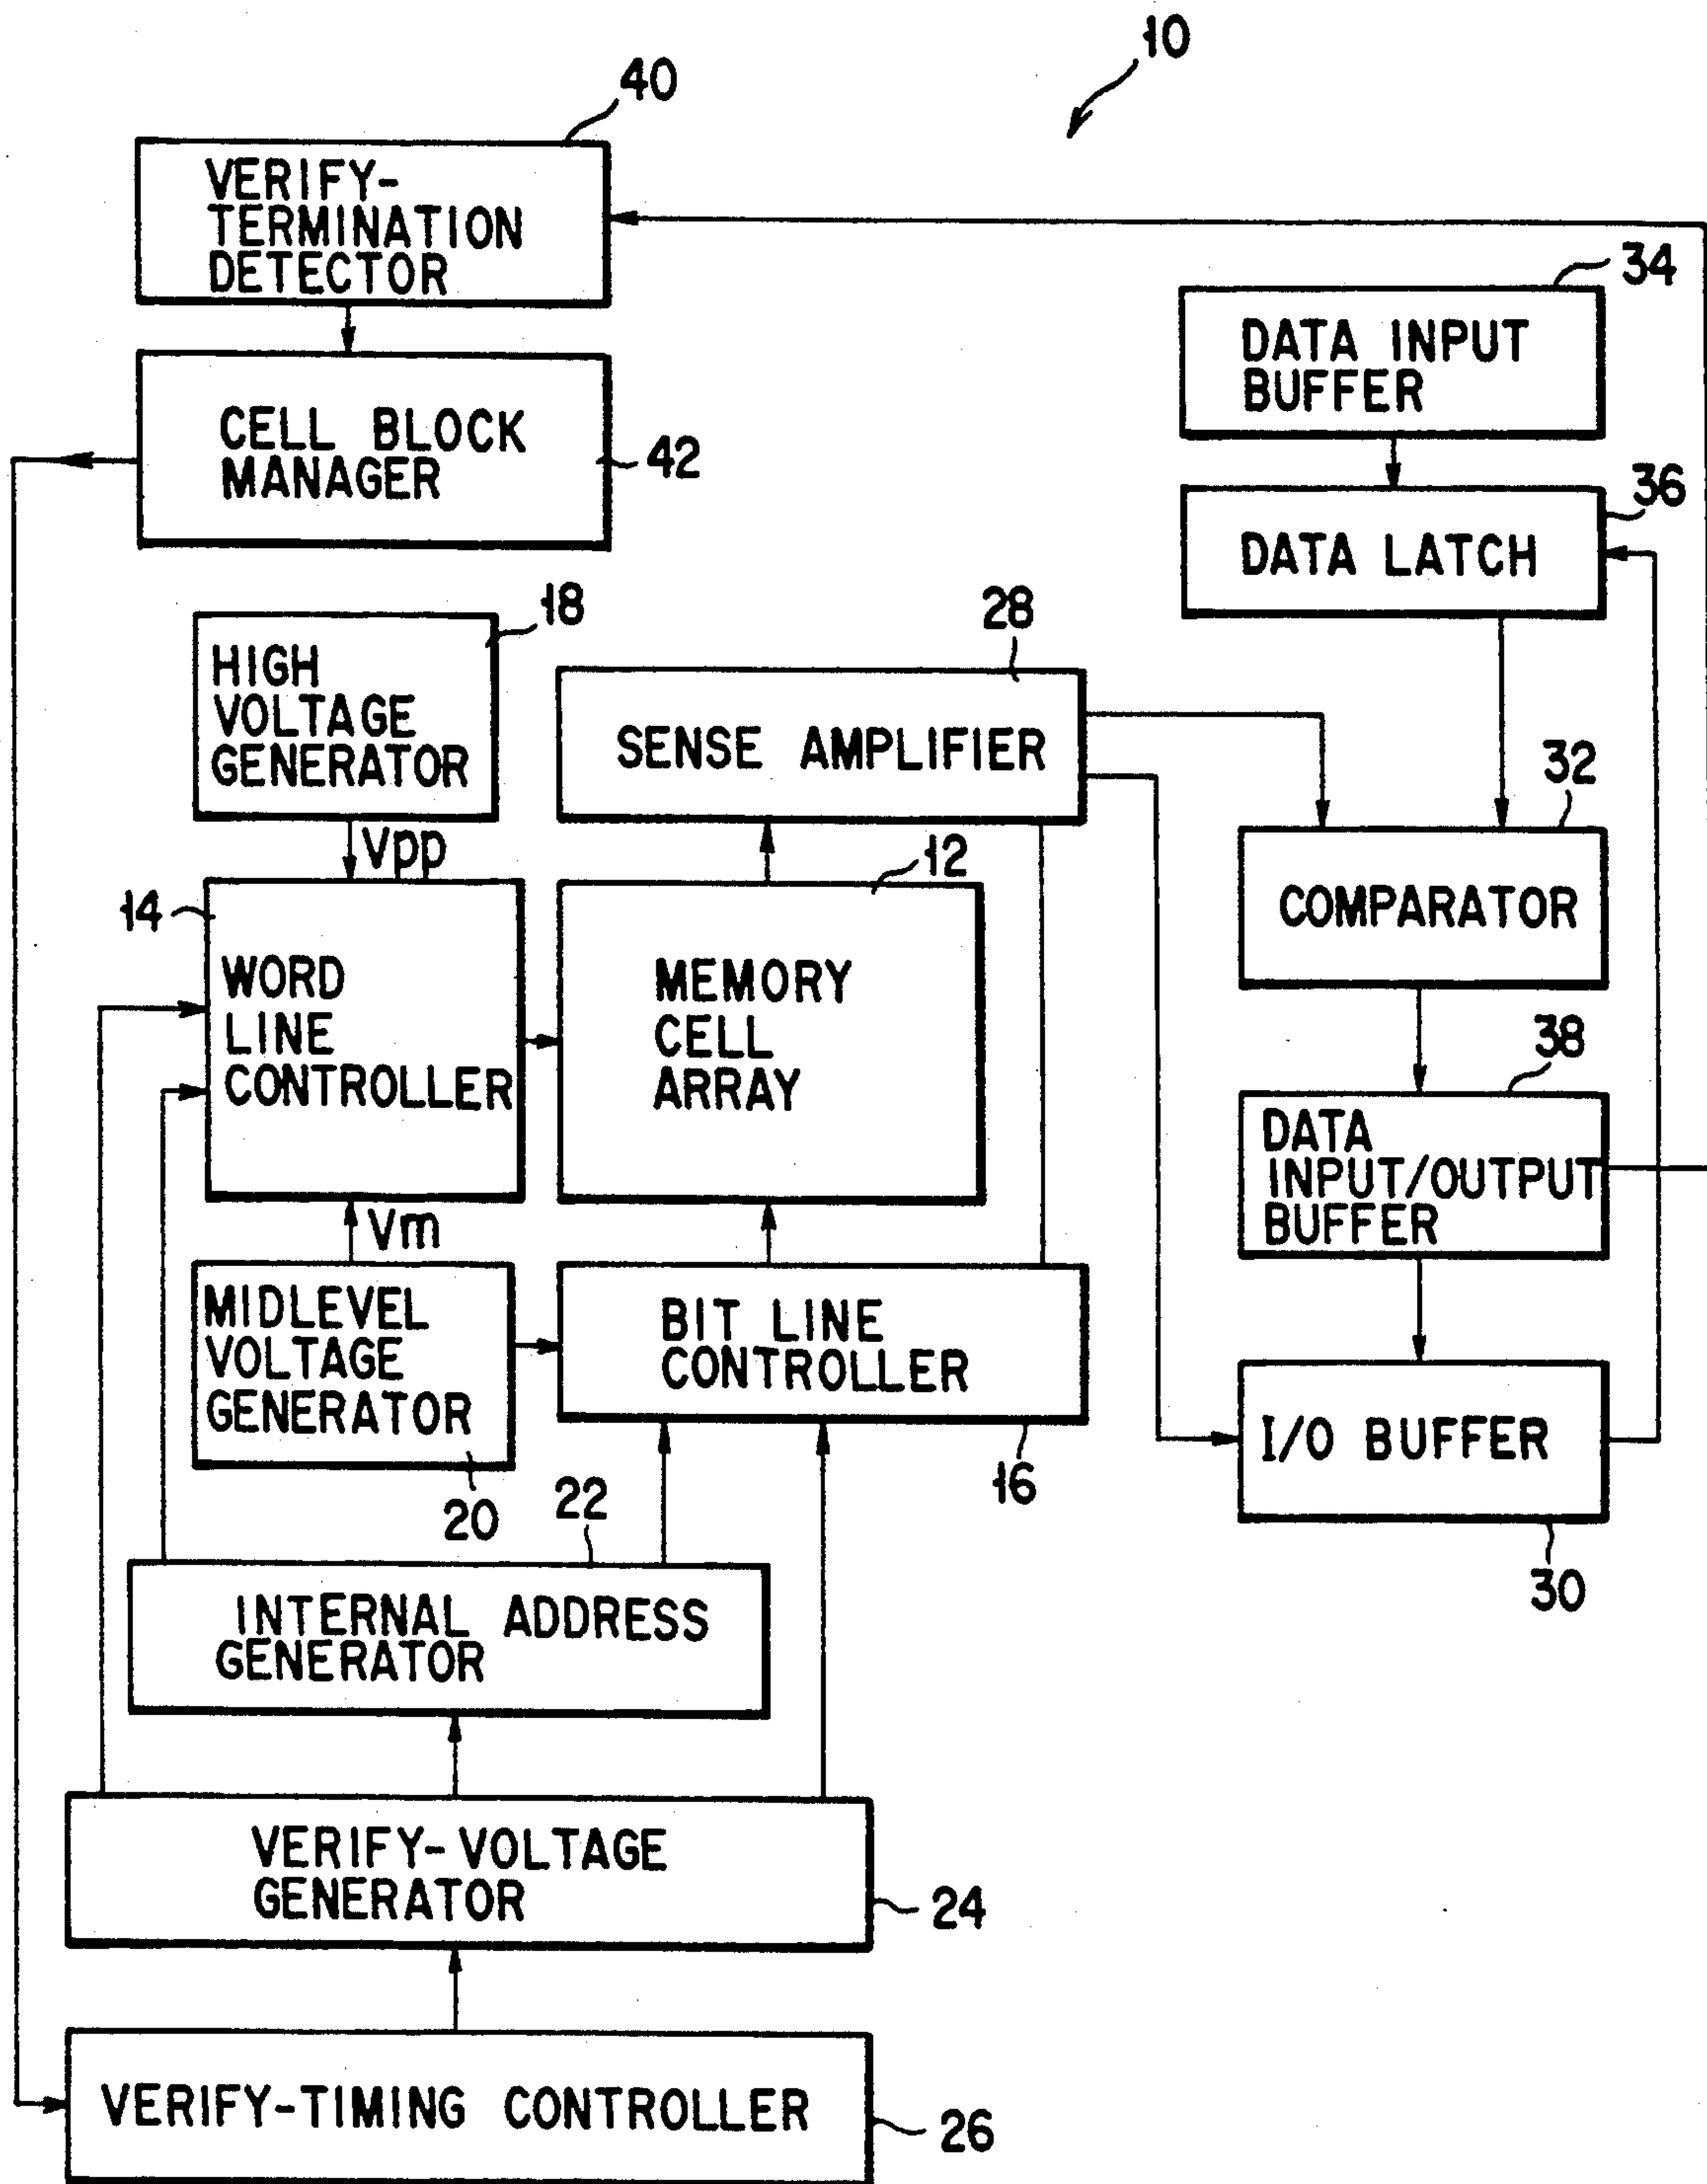 10
40
VERIFY-
TERMINATION
DETECTOR
34
DATA INPUT
BUFFER
CELL BLOCK
MANAGER
42
36
DATA LATCH
18
HIGH
VOLTAGE
GENERATOR
28
SENSE AMPLIFIER
32
Vpp
12
14
COMPARATOR
WORD
LINE
CONTROLLER
MEMORY
CELL
ARRAY
38
DATA
INPUT/OUTPUT
BUFFER
Vm
MIDLEVEL
VOLTAGE
GENERATOR
BIT LINE
CONTROLLER
I/O BUFFER
16
20
22
30
INTERNAL ADDRESS
GENERATOR
VERIFY-VOLTAGE
GENERATOR
24
VERIFY-TIMING CONTROLLER
26